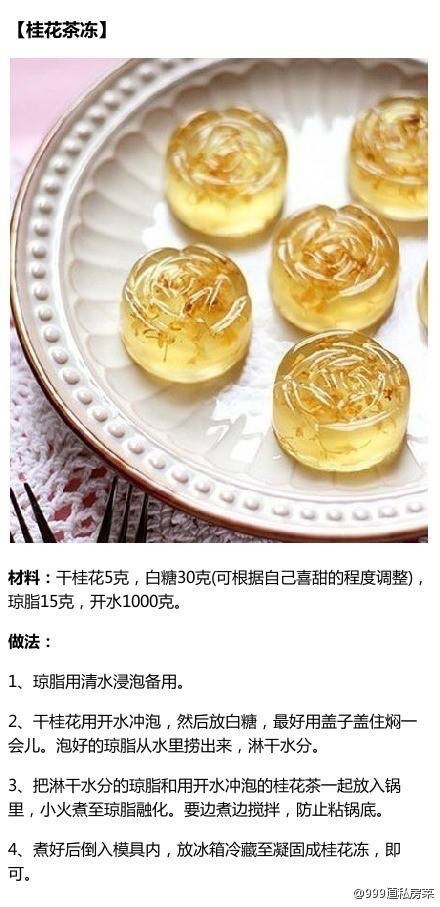 【桂花茶冻】
材料：干桂花5克，白糖30克(可根据自己喜甜的程度调整)，
琼脂15克，开水1000克。
做法：
1、琼脂用清水浸泡备用。
2、干桂花用开水冲泡，然后放白糖，最好用盖子盖住焖一
会儿。泡好的琼脂从水里捞出来，淋干水分。
3、把淋干水分的琼脂和用开水冲泡的桂花茶一起放入锅
里，小火煮至琼脂融化。要边煮边搅拌，防止粘锅底。
4、煮好后倒入模具内，放冰箱冷藏至凝固成桂花冻，即
可。
@999道私房菜